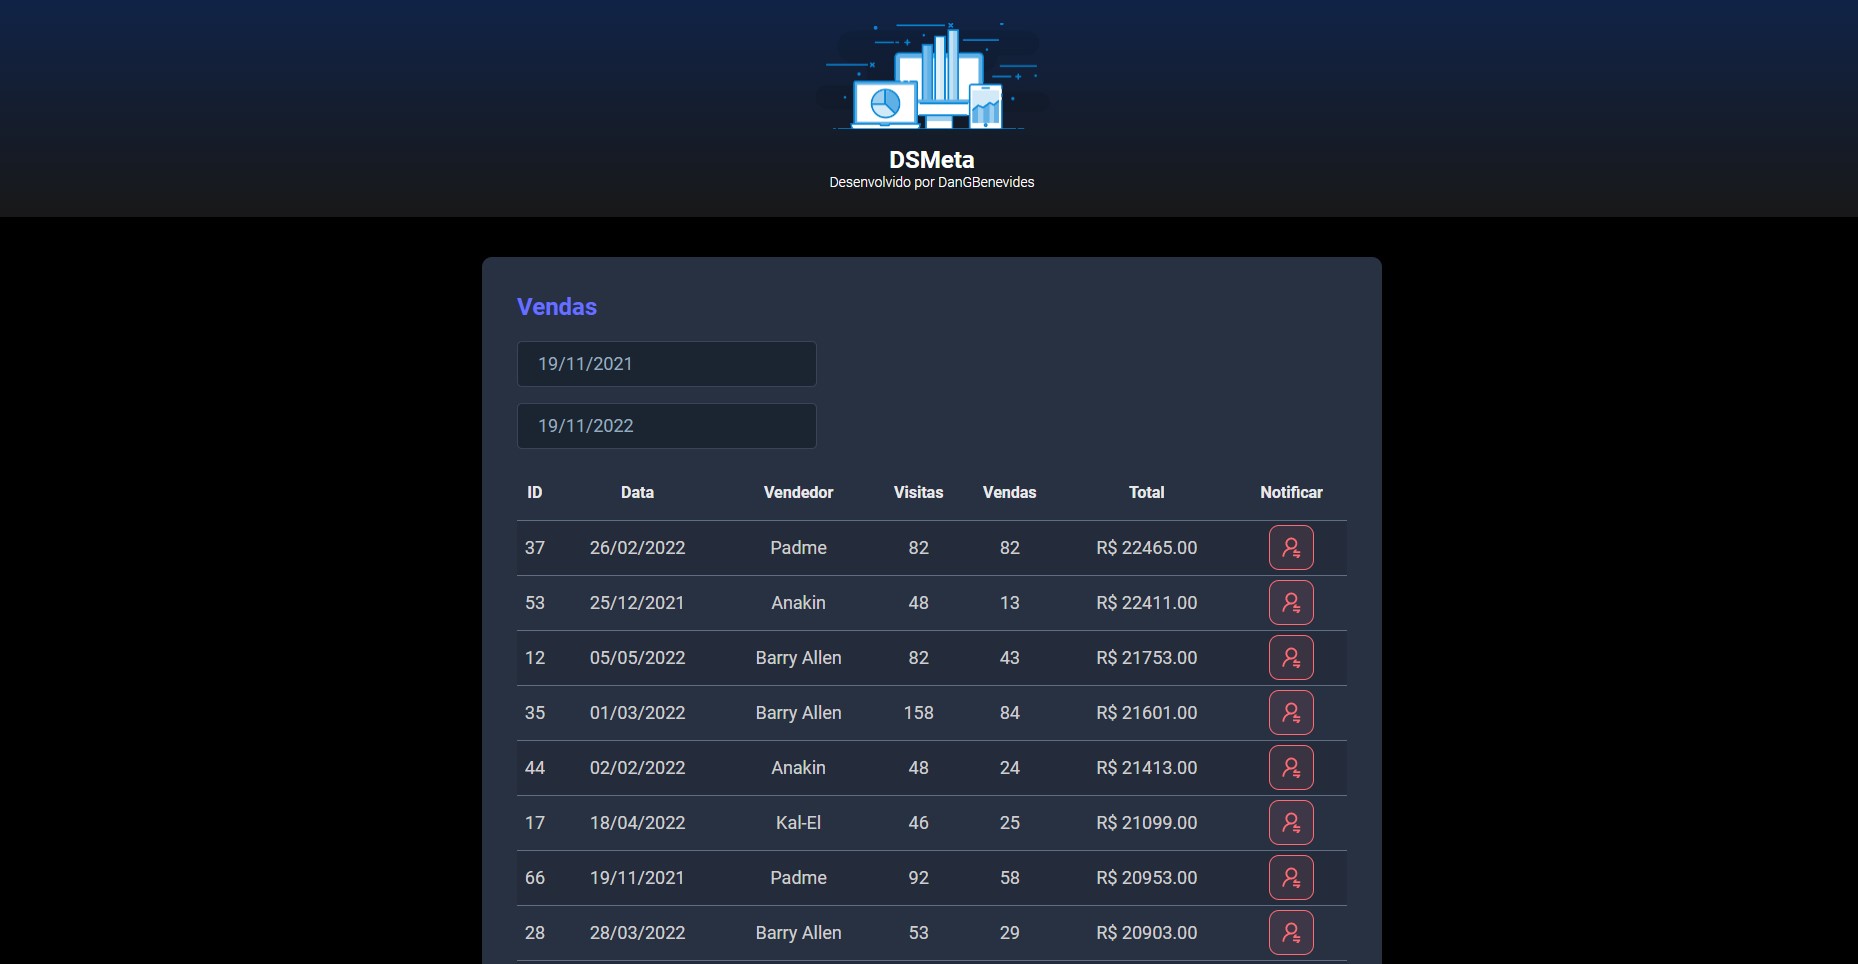 DSMeta
Desenvolvido por DanGBenevides
Vendas
19/11/2021
19/11/2022
ID Data Vendedor Visitas Vendas Total Notificar
37 26/02/2022 Padme 82 82 R$ 22465.00
53 25/12/2021 Anakin 48 13 R$ 22411.00
12 05/05/2022 Barry Allen 82 43 R$ 21753.00
35 01/03/2022 Barry Allen 158 84 R$ 21601.00
44 02/02/2022 Anakin 48 24 R$ 21413.00
17 18/04/2022 Kal-El 46 25 R$ 21099.00
66 19/11/2021 Padme 92 58 R$ 20953.00
28 28/03/2022 Barry Allen 53 29 R$ 20903.00